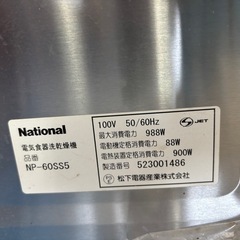 National
電気食器洗乾燥機
品番
NP-60SS5
100V 50/60Hz
JET
最大消費電力 988W
電動機定格消費電力 88W
電熱装置定格消費電力 900W
製造番号 523001486
松下電器産業株式会社